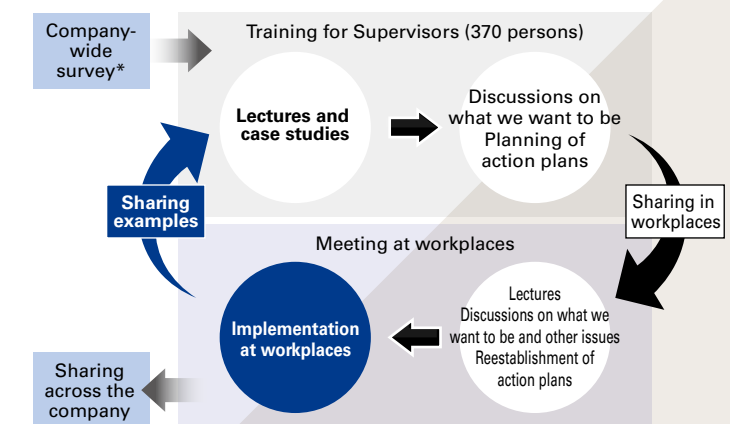 Company-
wide
survey*
Training for Supervisors (370 persons)
Lectures and
case studies
Discussions on
what we want to be
Planning of
action plans
Sharing
examples
Sharing in
workplaces
Meeting at workplaces
Implementation
at workplaces
Lectures
Discussions on what we
want to be and other issues
Reestablishment of
action plans
Sharing
across the
company